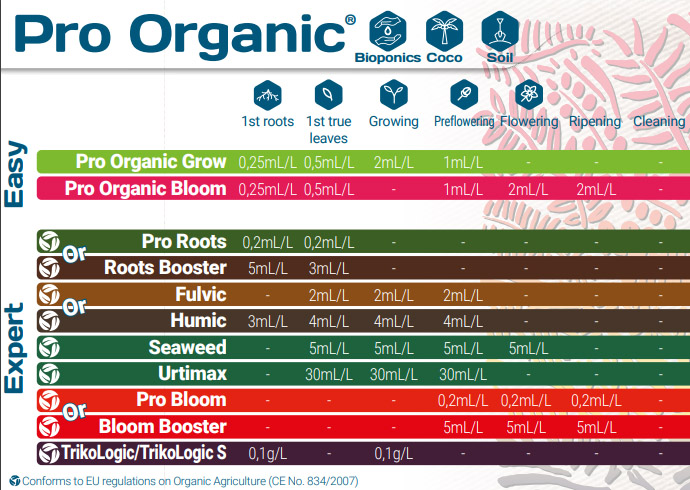 Pro Organic®
Bioponics Coco Soil
1st roots 1st true leaves Growing Preflowering Flowering Ripening Cleaning
Easy
Pro Organic Grow 0,25mL/L 0,5mL/L 2mL/L 1mL/L - - -
Pro Organic Bloom 0,25mL/L 0,5mL/L - 1mL/L 2mL/L 2mL/L -
Expert
Pro Roots 0,2mL/L 0,2mL/L - - - - -
Or
Roots Booster 5mL/L 3mL/L - - - - -
Fulvic - 2mL/L 2mL/L 2mL/L - - -
Or
Humic 3mL/L 4mL/L 4mL/L 4mL/L - - -
Seaweed - 5mL/L 5mL/L 5mL/L 5mL/L - -
Urtimax - 30mL/L 30mL/L 30mL/L - - -
Pro Bloom - - - 0,2mL/L 0,2mL/L 0,2mL/L -
Or
Bloom Booster - - - 5mL/L 5mL/L 5mL/L -
TrikoLogic/TrikoLogic S 0,1g/L - 0,1g/L - - - -
Conforms to EU regulations on Organic Agriculture (CE No. 834/2007)